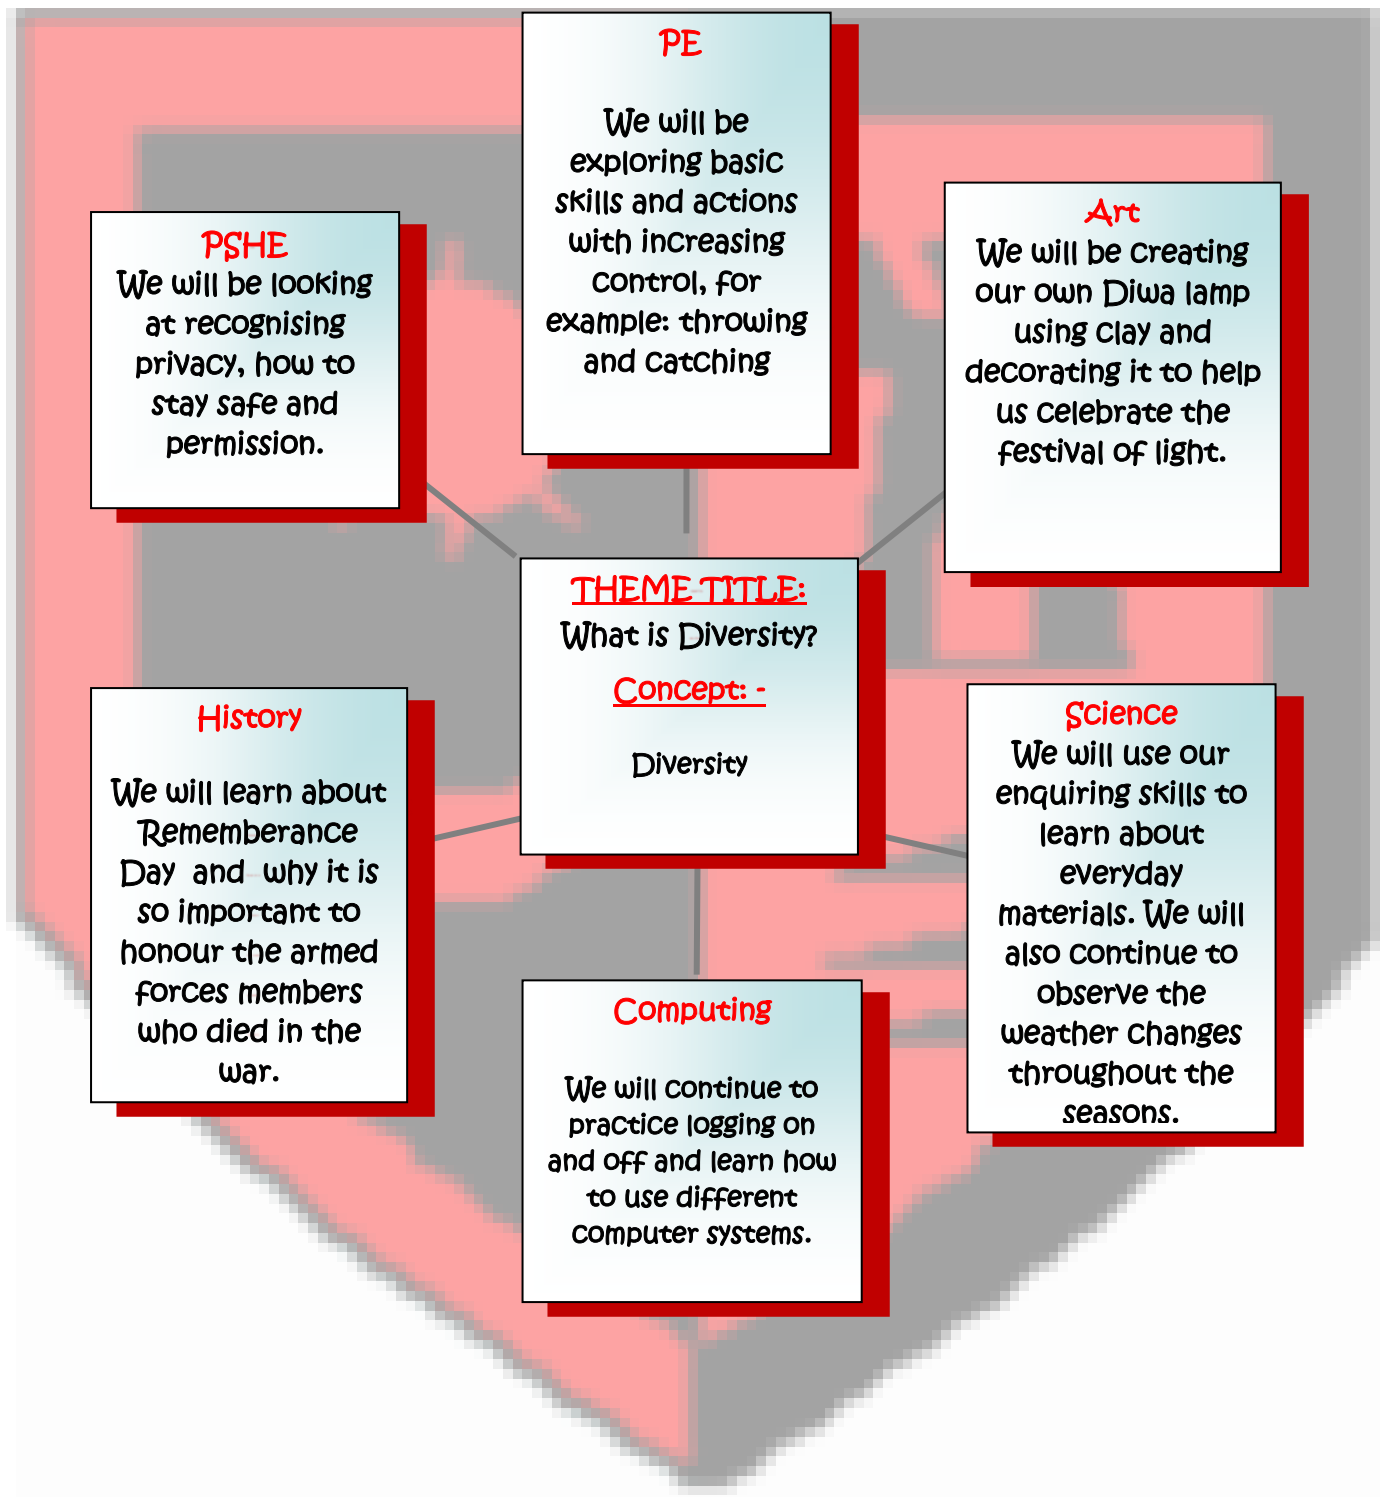 PE
We will be
exploring basic
skills and actions
with increasing
control, for
example: throwing
and catching
PSHE
We will be looking
at recognising
privacy, how to
stay safe and
permission.
Art
We will be creating
our own Diwa lamp
using clay and
decorating it to help
us celebrate the
festival of light.
THEME TITLE:
What is Diversity?
Concept: -
Diversity
History
We will learn about
Rememberance
Day  and  why it is
so important to
honour the armed
forces members
who died in the
war.
Science
We will use our
enquiring skills to
learn about
everyday
materials. We will
also continue to
observe the
weather changes
throughout the
seasons.
Computing
We will continue to
practice logging on
and off and learn how
to use different
computer systems.